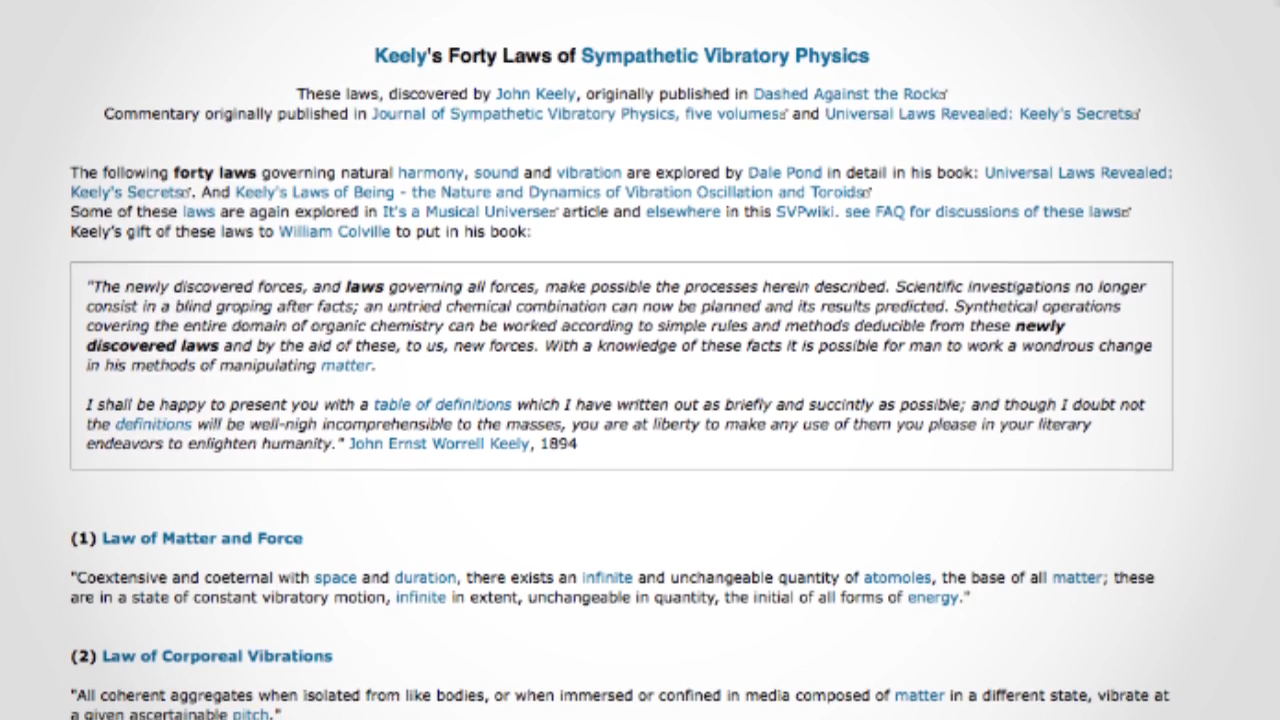 Keely's Forty Laws of Sympathetic Vibratory Physics
These laws, discovered by John Keely, originally published in Dashed Against the Rock
Commentary originally published in Journal of Sympathetic Vibratory Physics, five volumes and Universal Laws Revealed: Keely's Secrets
The following forty laws governing natural harmony, sound and vibration are explored by Dale Pond in detail in his book: Universal Laws Revealed:
Keely's Secrets. And Keely's Laws of Being - the Nature and Dynamics of Vibration Oscillation and Toroids
Some of these laws are again explored in It's a Musical Universe article and elsewhere in this SVPwiki. see FAQ for discussions of these laws
Keely's gift of these laws to William Colville to put in his book:
"The newly discovered forces, and laws governing all forces, make possible the processes herein described. Scientific investigations no longer
consist in a blind groping after facts; an untried chemical combination can now be planned and its results predicted. Synthetical operations
covering the entire domain of organic chemistry can be worked according to simple rules and methods deducible from these newly
discovered laws and by the aid of these, to us, new forces. With a knowledge of these facts it is possible for man to work a wondrous change
in his methods of manipulating matter.
I shall be happy to present you with a table of definitions which I have written out as briefly and succintly as possible; and though I doubt not
the definitions will be well-nigh incomprehensible to the masses, you are at liberty to make any use of them you please in your literary
endeavors to enlighten humanity." John Ernst Worrell Keely, 1894
(1) Law of Matter and Force
"Coextensive and coeternal with space and duration, there exists an infinite and unchangeable quantity of atomoles, the base of all matter; these
are in a state of constant vibratory motion, infinite in extent, unchangeable in quantity, the initial of all forms of energy."
(2) Law of Corporeal Vibrations
"All coherent aggregates when isolated from like bodies, or when immersed or confined in media composed of matter in a different state, vibrate at
a given ascertainable pitch."